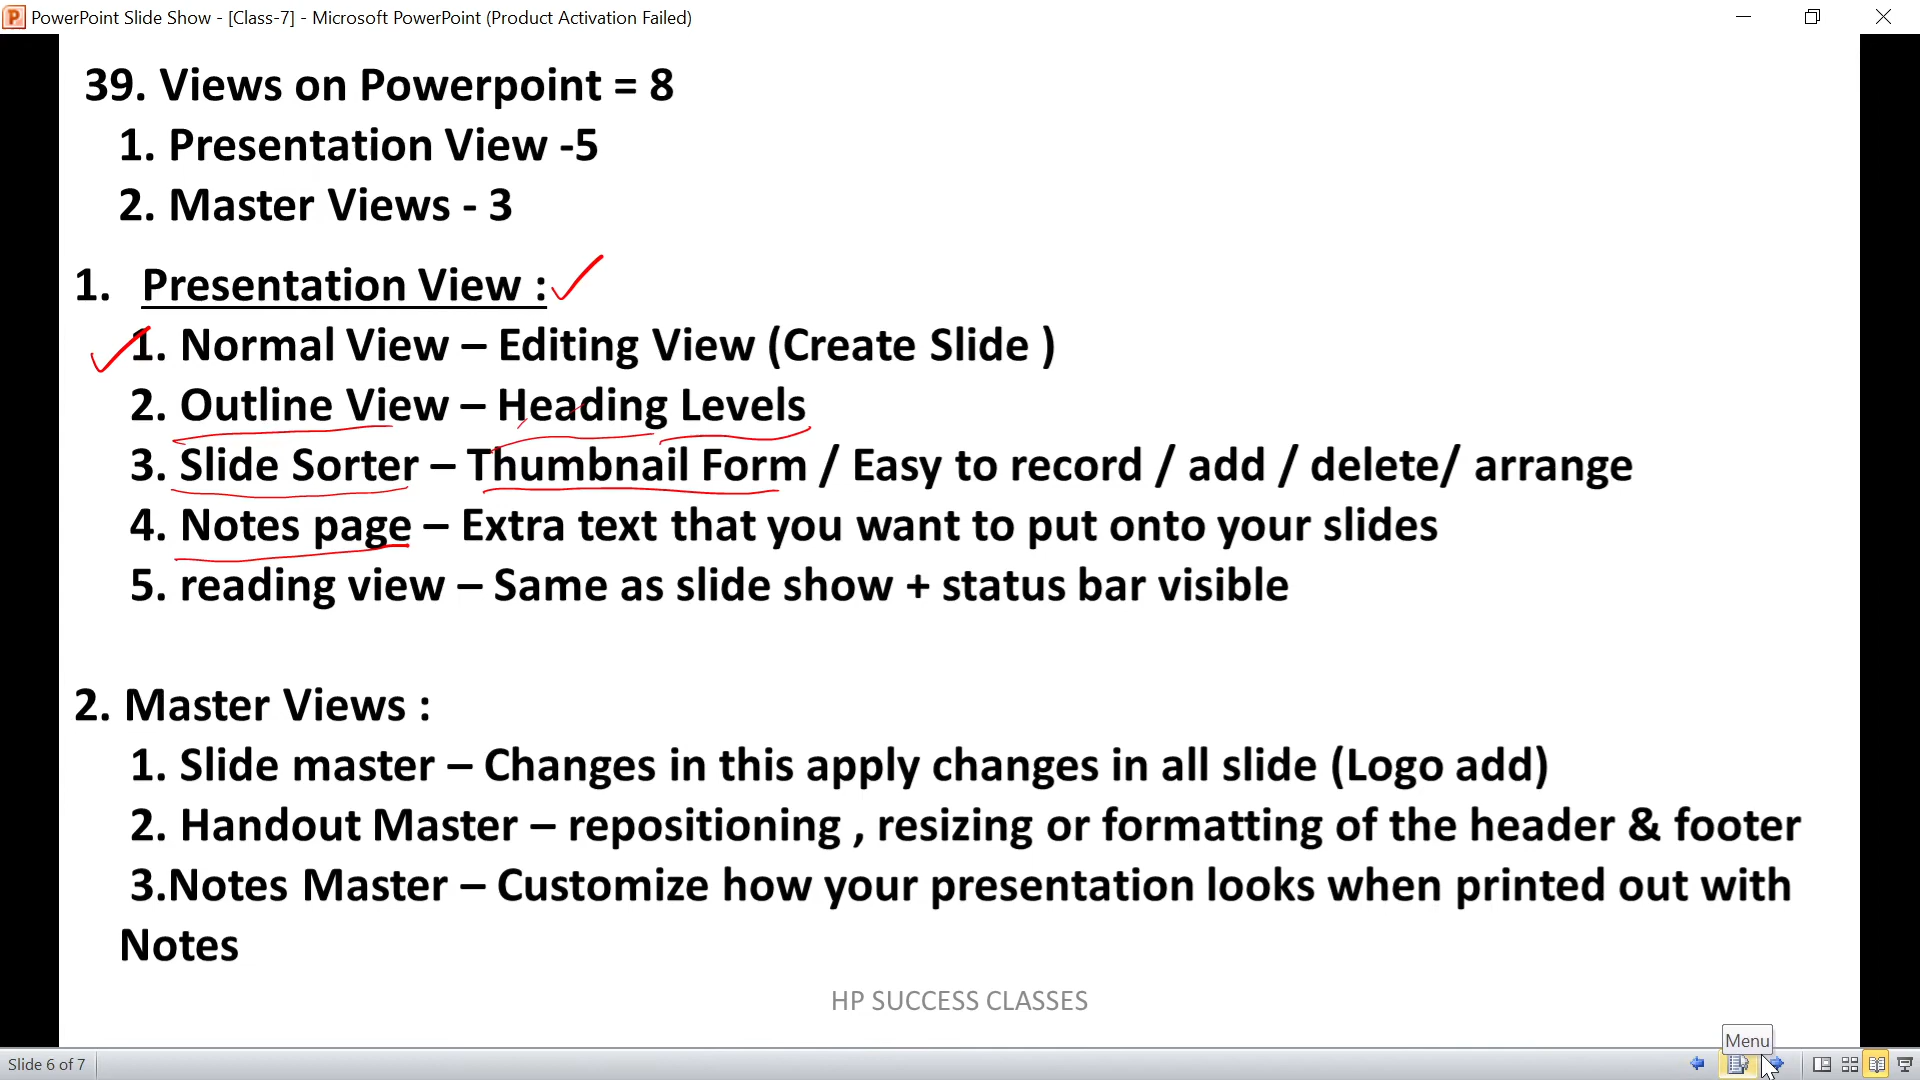 PowerPoint Slide Show - [Class-7] - Microsoft PowerPoint (Product Activation Failed)
39. Views on Powerpoint = 8
1. Presentation View -5
2. Master Views - 3
1. Presentation View :
1. Normal View – Editing View (Create Slide )
2. Outline View – Heading Levels
3. Slide Sorter – Thumbnail Form / Easy to record / add / delete/ arrange
4. Notes page – Extra text that you want to put onto your slides
5. reading view – Same as slide show + status bar visible
2. Master Views :
1. Slide master – Changes in this apply changes in all slide (Logo add)
2. Handout Master – repositioning , resizing or formatting of the header & footer
3.Notes Master – Customize how your presentation looks when printed out with
Notes
HP SUCCESS CLASSES
Menu
Slide 6 of 7